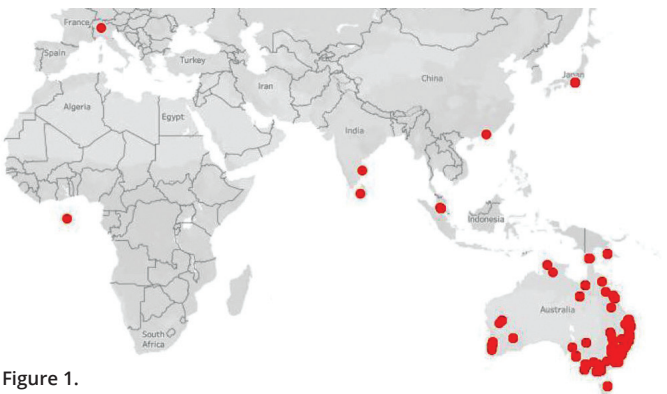 France
Spain
Turkey
China
Japan
Iran
Algeria
Egypt
India
Indonesia
Australia
South
Africa
Figure 1.